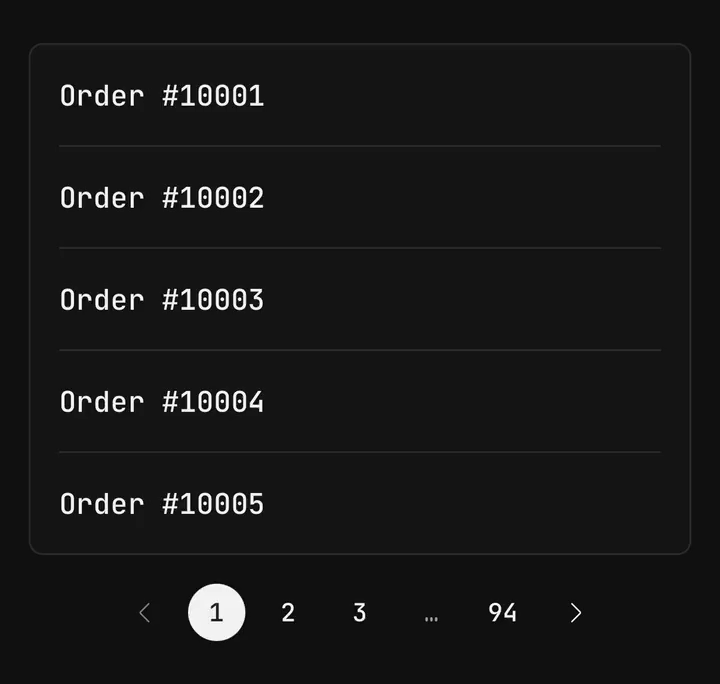 Order #10001
Order #10002
Order #10003
Order #10004
Order #10005
1 2 3 … 94